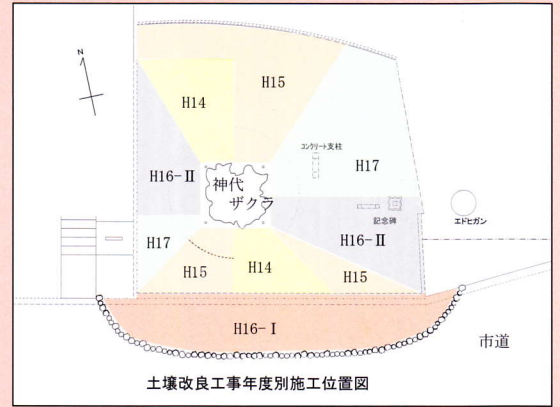 N
H15
H14
コンクリート支柱
H17
H16-Ⅱ
神代
ザクラ
記念碑
エドヒガン
H16-Ⅱ
H17
H15
H14
H15
H16-Ⅰ
市道
土壌改良工事年度別施工位置図